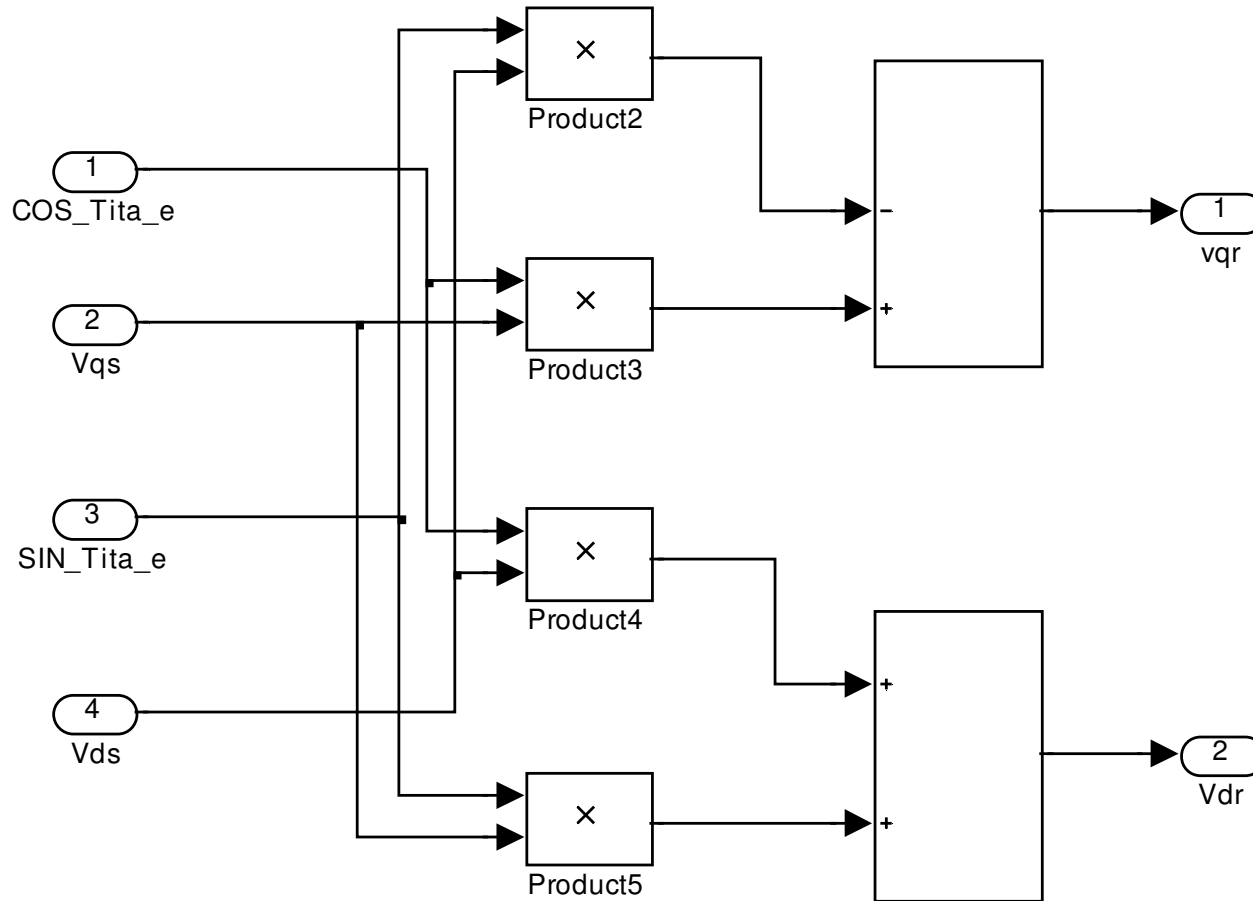 ×
Product2
1
COS_Tita_e
−
1
vqr
×
Product3
+
2
Vqs
3
SIN_Tita_e
×
Product4
+
4
Vds
2
Vdr
×
Product5
+